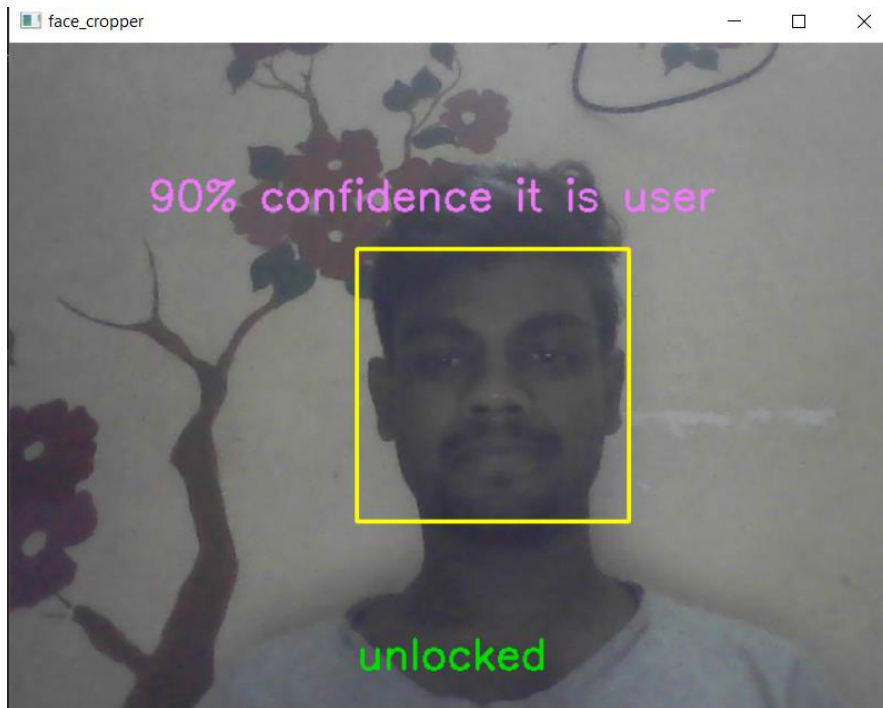 face_cropper
90% confidence it is user
unlocked